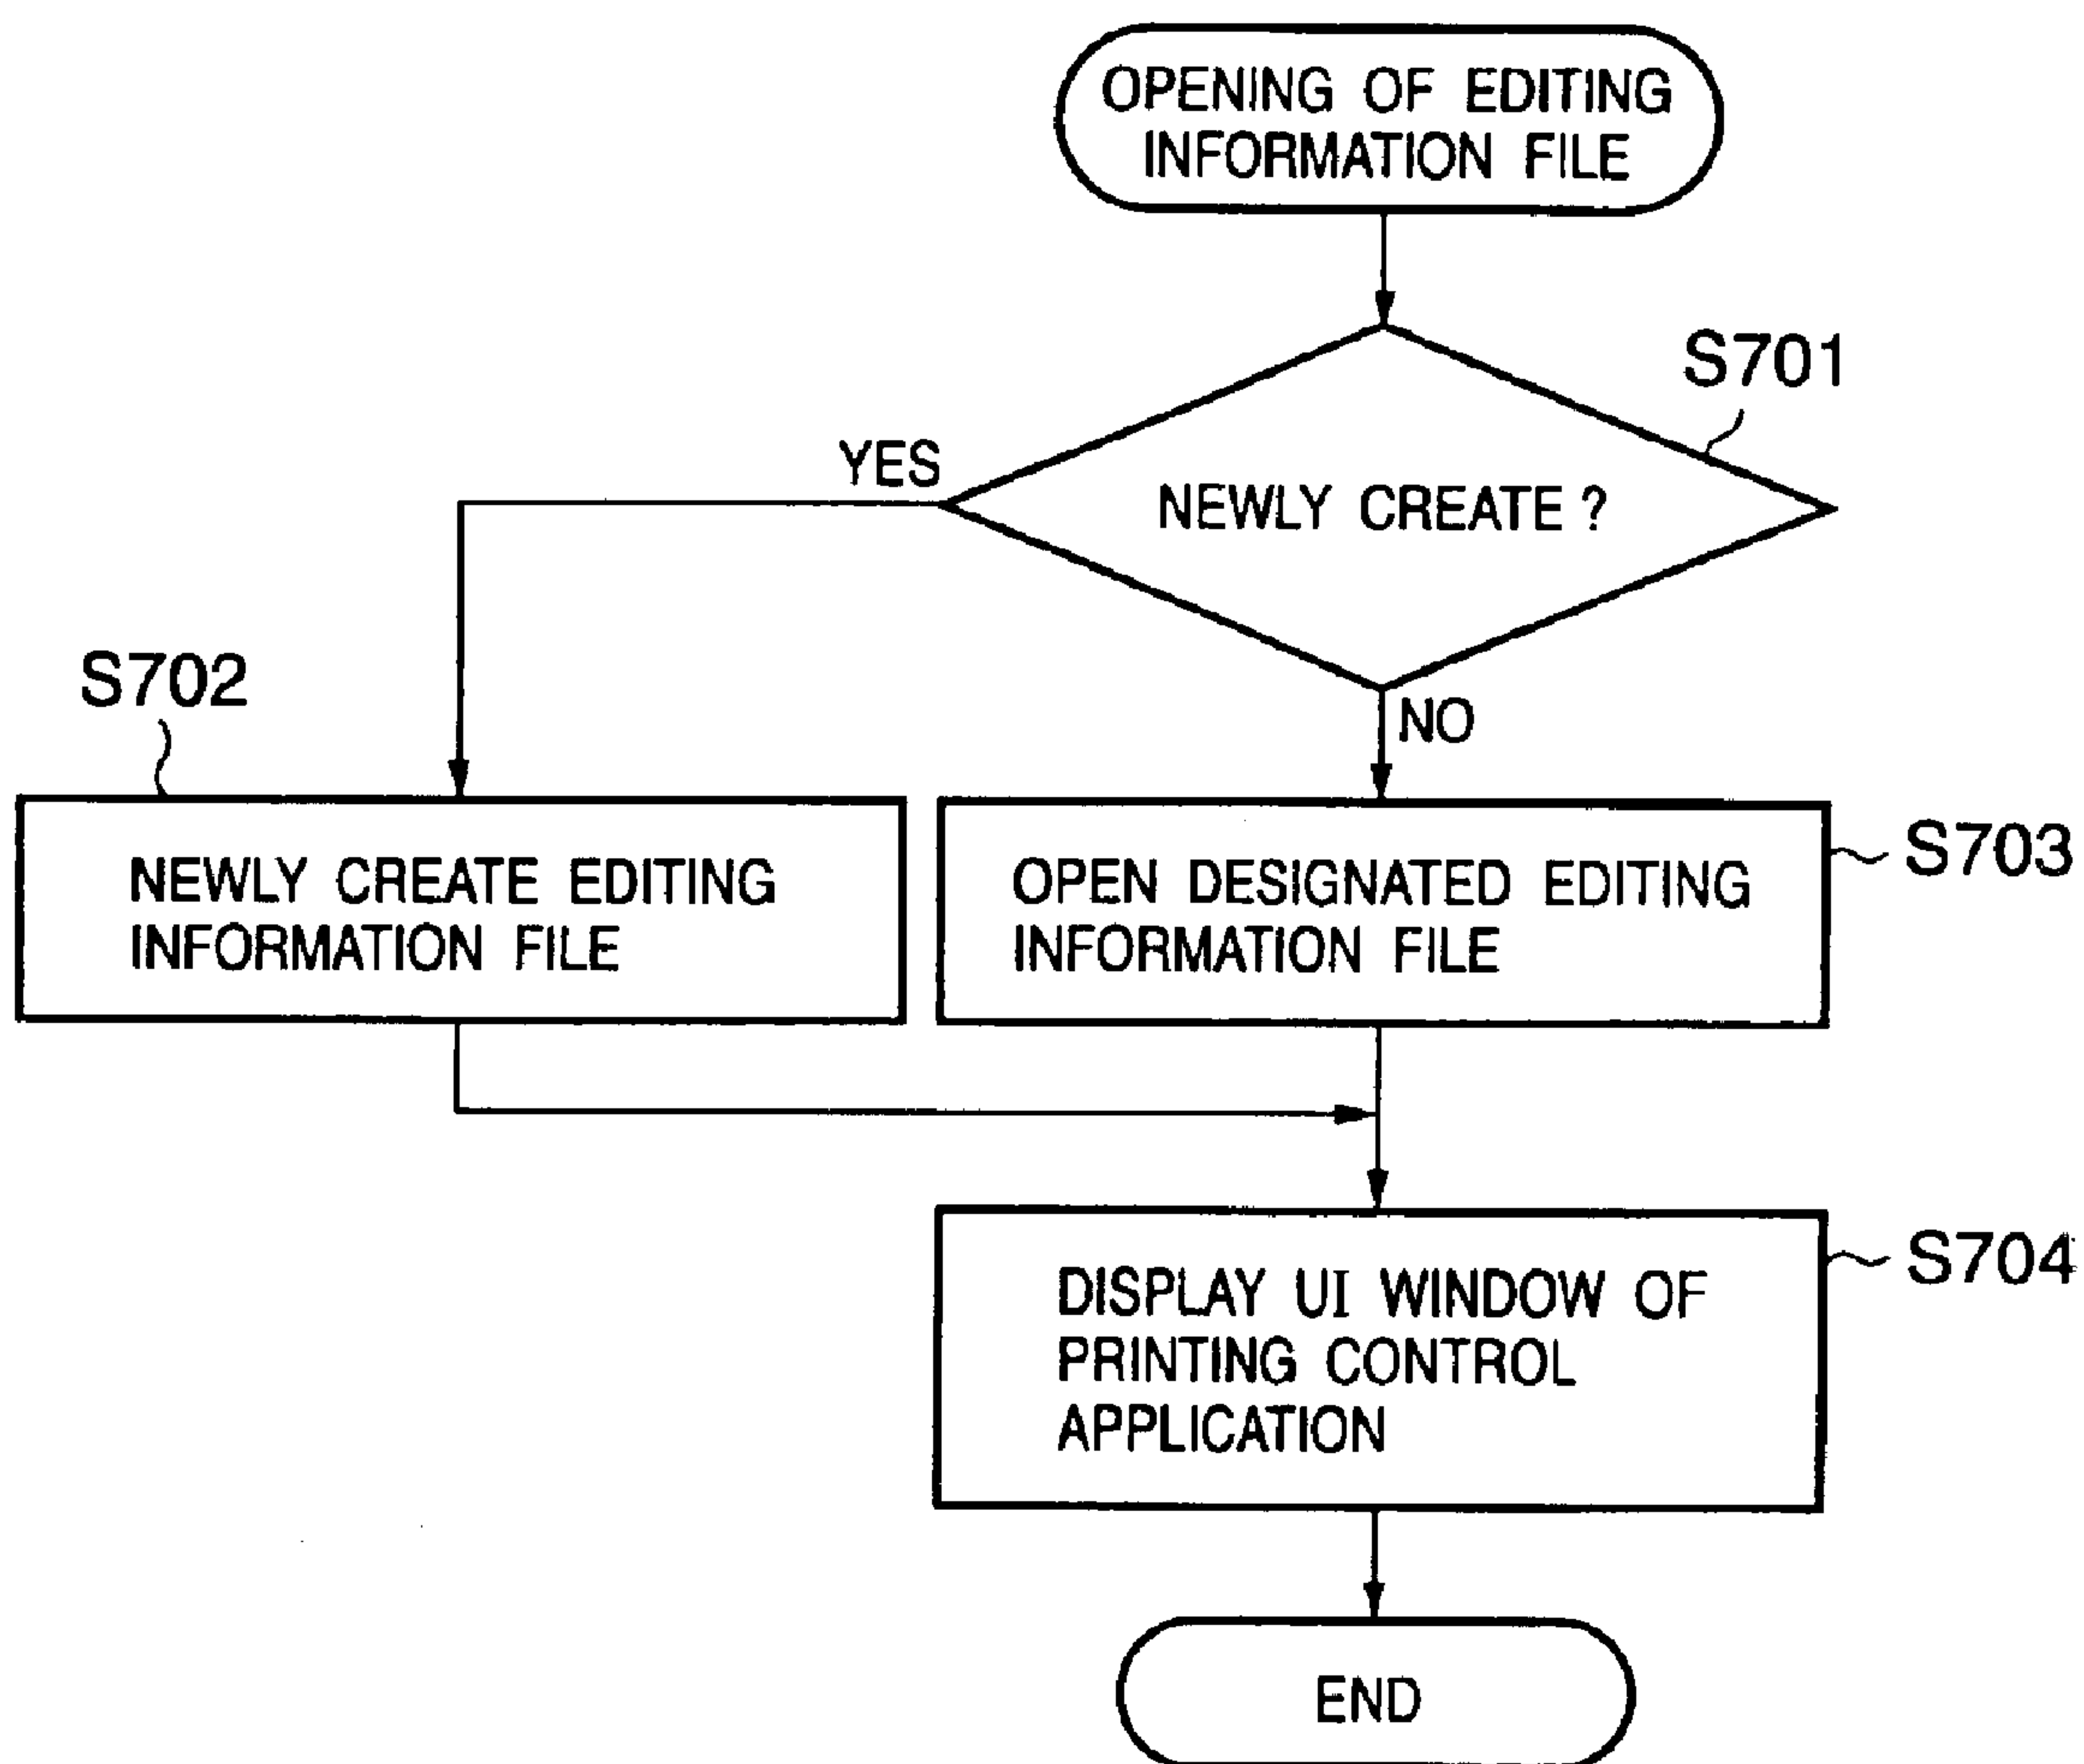 OPENING OF EDITING
INFORMATION FILE
S701
YES
NEWLY CREATE ?
NO
S702
NEWLY CREATE EDITING
INFORMATION FILE
S703
OPEN DESIGNATED EDITING
INFORMATION FILE
S704
DISPLAY UI WINDOW OF
PRINTING CONTROL
APPLICATION
END